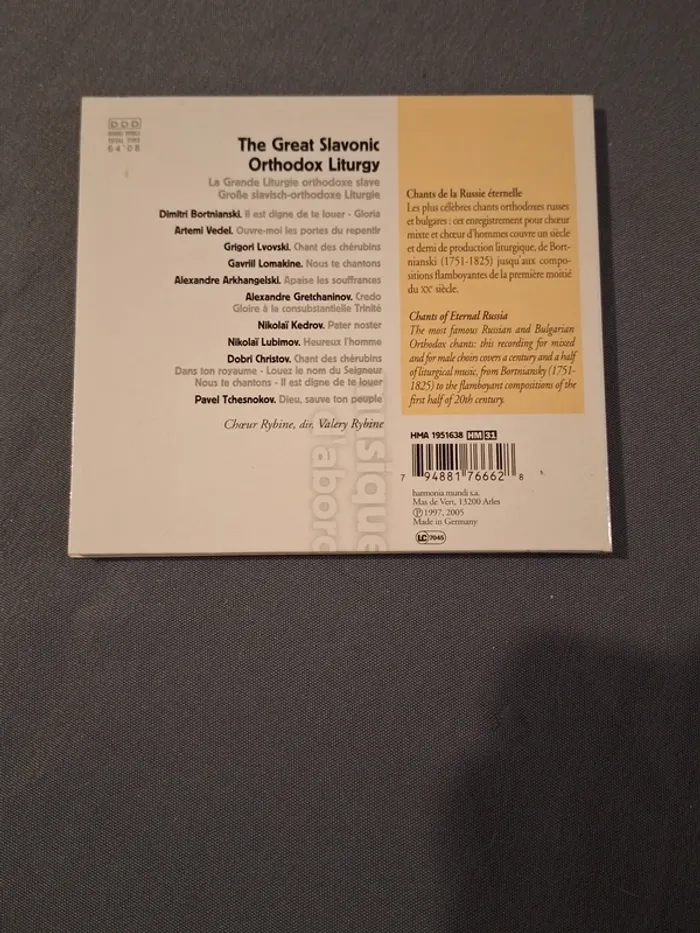 DDD
64'08
The Great Slavonic
Orthodox Liturgy
La Grande Liturgie orthodoxe slave
Große slavisch-orthodoxe Liturgie
Dimitri Bortnianski. Il est digne de te louer - Gloria
Artemi Vedel. Ouvre-moi les portes du repentir
Grigori Lvovski. Chant des chérubins
Gavriil Lomakine. Nous te chantons
Alexandre Arkhangelski. Apaise les souffrances
Alexandre Gretchaninov. Credo
Gloire à la consubstantielle Trinité
Nikolaï Kedrov. Pater noster
Nikolaï Lubimov. Heureux l'homme
Dobri Christov. Chant des chérubins
Dans ton royaume - Louez le nom du Seigneur
Nous te chantons - Il est digne de te louer
Pavel Tchesnokov. Dieu, sauve ton peuple
Chœur Rybine, dir. Valery Rybine
musique
d'abord
Chants de la Russie éternelle
Les plus célèbres chants orthodoxes russes
et bulgares : cet enregistrement pour chœur
mixte et chœur d'hommes couvre un siècle
et demi de production liturgique, de Bort-
nianski (1751-1825) jusqu'aux compo-
sitions flamboyantes de la première moitié
du XXe siècle.
Chants of Eternal Russia
The most famous Russian and Bulgarian
Orthodox chants: this recording for mixed
and for male choirs covers a century and a half
of liturgical music, from Bortniansky (1751-
1825) to the flamboyant compositions of the
first half of 20th century.
HMA 1951638 HM 31
7 94881 76662 8
harmonia mundi s.a.
Mas de Vert, 13200 Arles
℗ 1997, 2005
Made in Germany
LC 7045